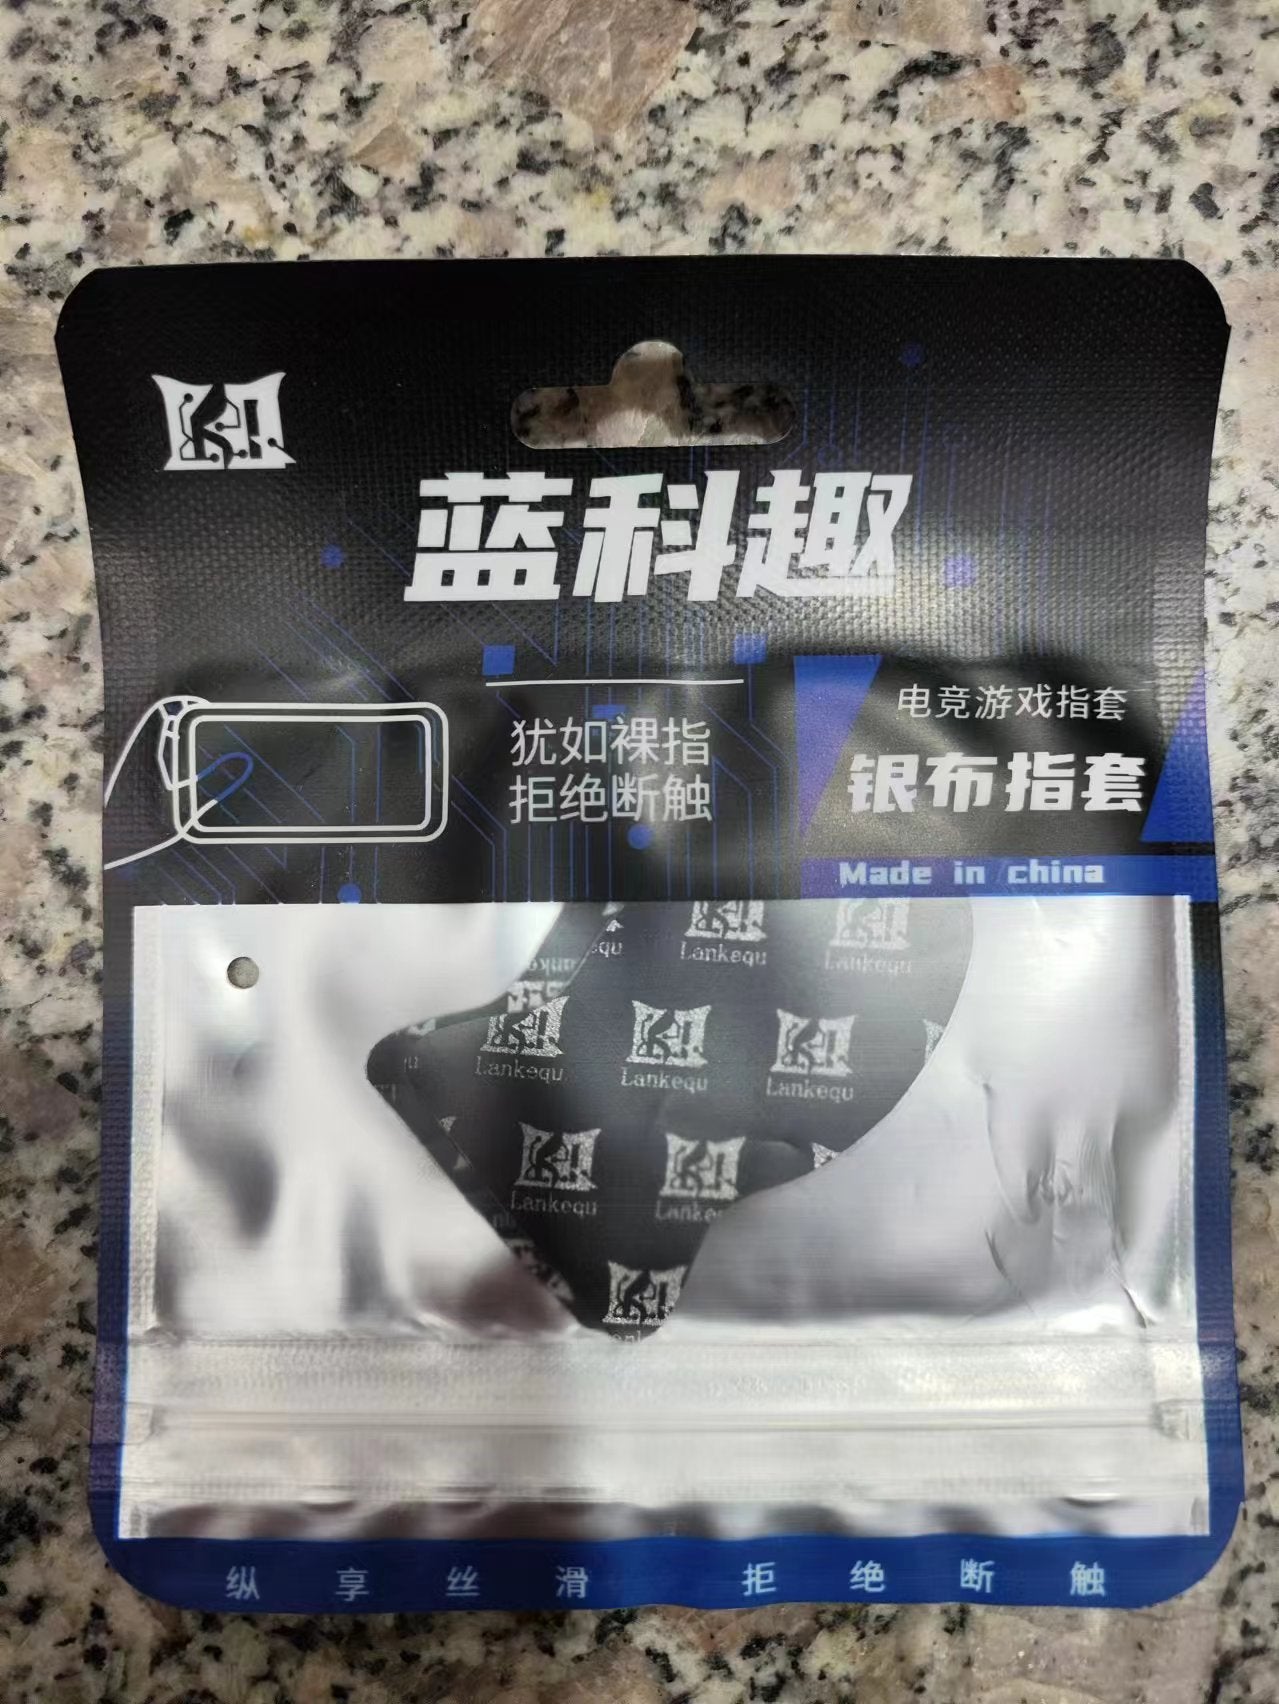 蓝科趣
犹如裸指
拒绝断触
电竞游戏指套
银布指套
Made in china
Lankequ
Lankequ
Lankequ
Lankequ
Lankequ
Lankequ
纵享丝滑 拒绝断触